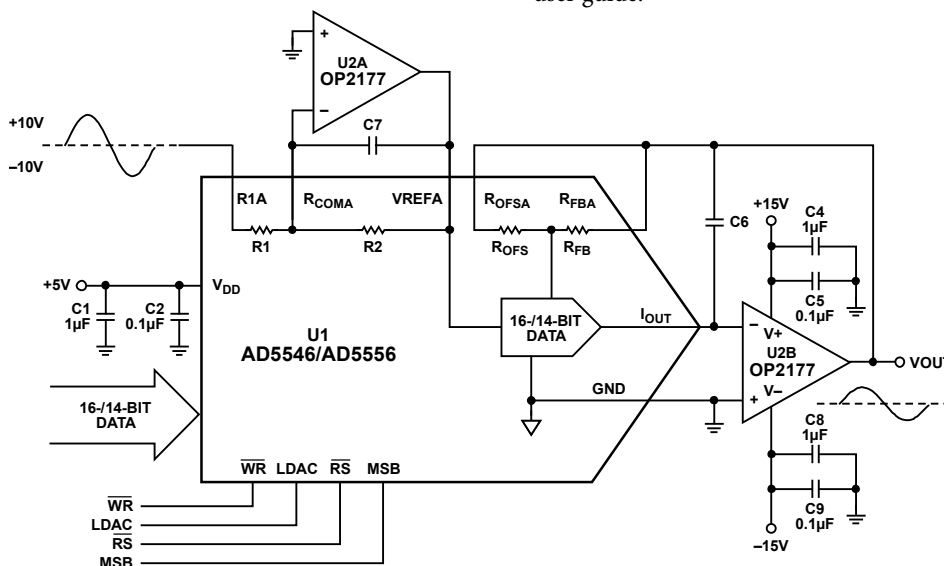 user guide.
+
U2A
OP2177
–
C7
+10V
–10V
R1A
RCOMA
VREFA
ROFSA
RFBA
R1
R2
ROFS
RFB
C6
+15V
C4
1µF
C5
0.1µF
+5V
VDD
C1
1µF
C2
0.1µF
U1
AD5546/AD5556
16-/14-BIT
DATA
IOUT
–
V+
U2B
OP2177
V–
+
VOUT
GND
16-/14-BIT
DATA
C8
1µF
C9
0.1µF
–15V
WR LDAC RS MSB
WR
LDAC
RS
MSB